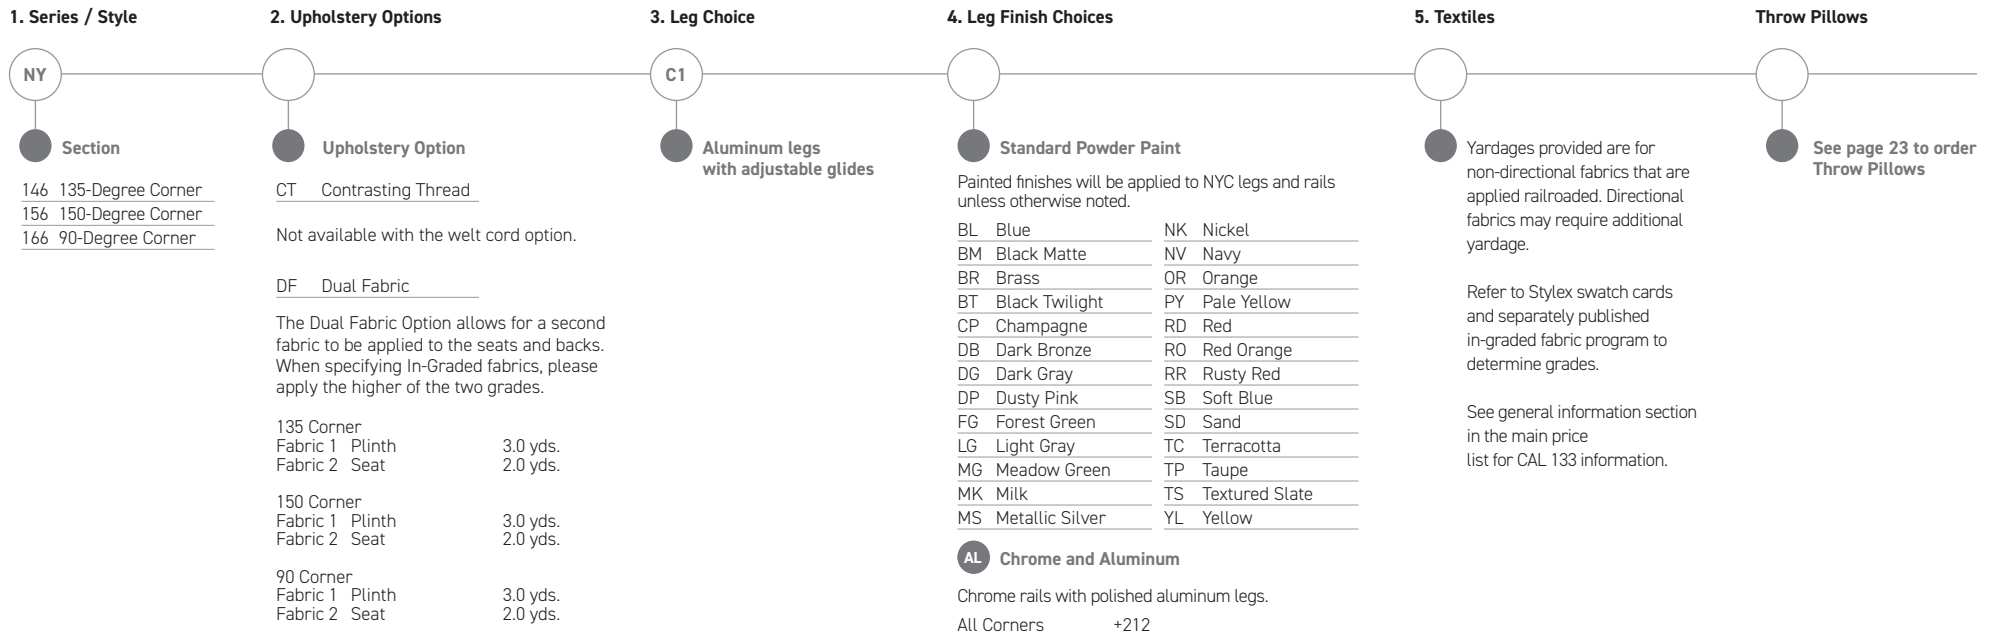 1. Series / Style
NY
Section
146 135-Degree Corner
156 150-Degree Corner
166 90-Degree Corner
2. Upholstery Options
Upholstery Option
CT Contrasting Thread
Not available with the welt cord option.
DF Dual Fabric
The Dual Fabric Option allows for a second
fabric to be applied to the seats and backs.
When specifying In-Graded fabrics, please
apply the higher of the two grades.
135 Corner
Fabric 1 Plinth 3.0 yds.
Fabric 2 Seat 2.0 yds.
150 Corner
Fabric 1 Plinth 3.0 yds.
Fabric 2 Seat 2.0 yds.
90 Corner
Fabric 1 Plinth 3.0 yds.
Fabric 2 Seat 2.0 yds.
3. Leg Choice
C1
Aluminum legs
with adjustable glides
4. Leg Finish Choices
Standard Powder Paint
Painted finishes will be applied to NYC legs and rails
unless otherwise noted.
BL Blue
BM Black Matte
BR Brass
BT Black Twilight
CP Champagne
DB Dark Bronze
DG Dark Gray
DP Dusty Pink
FG Forest Green
LG Light Gray
MG Meadow Green
MK Milk
MS Metallic Silver
NK Nickel
NV Navy
OR Orange
PY Pale Yellow
RD Red
RO Red Orange
RR Rusty Red
SB Soft Blue
SD Sand
TC Terracotta
TP Taupe
TS Textured Slate
YL Yellow
AL Chrome and Aluminum
Chrome rails with polished aluminum legs.
All Corners +212
5. Textiles
Yardages provided are for
non-directional fabrics that are
applied railroaded. Directional
fabrics may require additional
yardage.
Refer to Stylex swatch cards
and separately published
in-graded fabric program to
determine grades.
See general information section
in the main price
list for CAL 133 information.
Throw Pillows
See page 23 to order
Throw Pillows